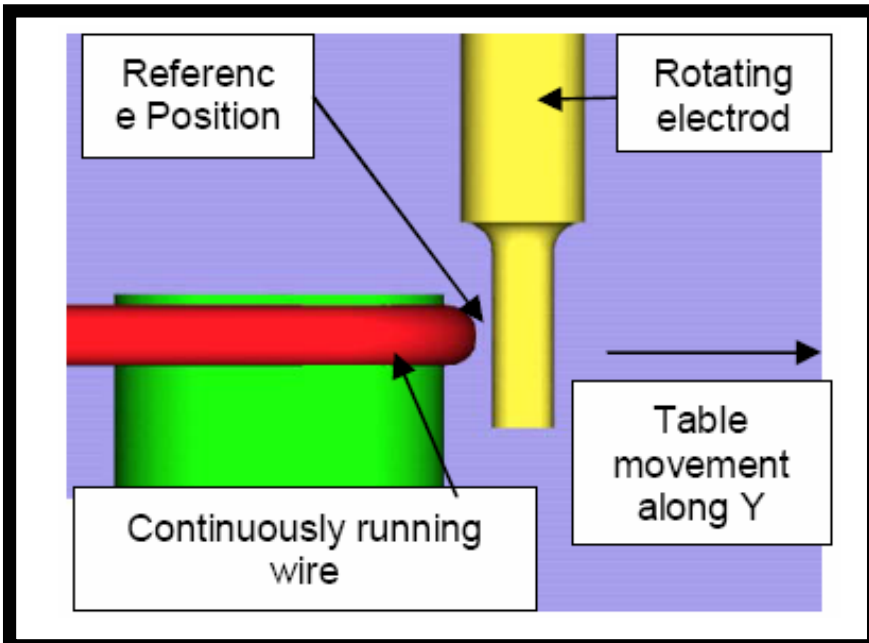 Referenc
e Position
Rotating
electrod
Table
movement
along Y
Continuously running
wire